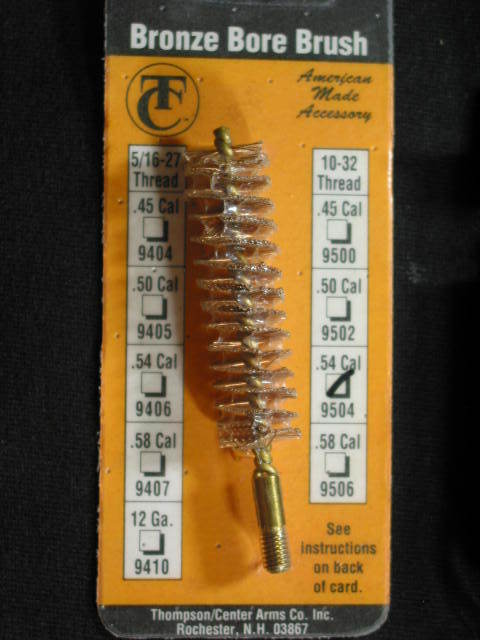 Bronze Bore Brush
TC
American
Made
Accessory
5/16-27
Thread
.45 Cal
9404
.50 Cal
9405
.54 Cal
9406
.58 Cal
9407
12 Ga.
9410
10-32
Thread
.45 Cal
9500
.50 Cal
9502
.54 Cal
9504
.58 Cal
9506
See
instructions
on back
of card.
Thompson/Center Arms Co. Inc.
Rochester, N.H. 03867